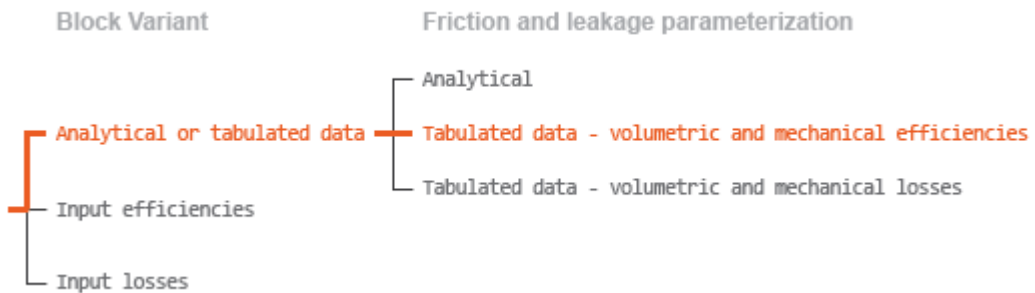 Block Variant
Friction and leakage parameterization
Analytical
Analytical or tabulated data
Tabulated data - volumetric and mechanical efficiencies
Tabulated data - volumetric and mechanical losses
Input efficiencies
Input losses